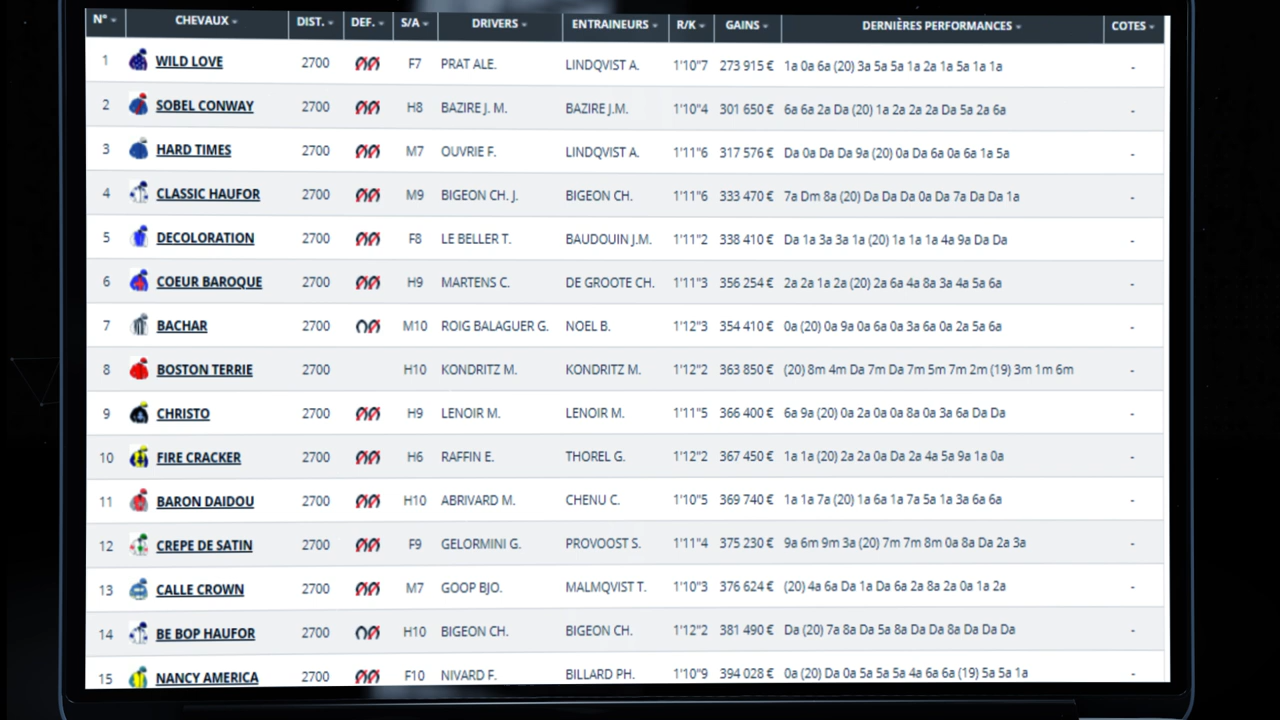 N° CHEVAUX DIST. DEF. S/A DRIVERS ENTRAINEURS R/K GAINS DERNIÈRES PERFORMANCES COTES
1 WILD LOVE 2700 F7 PRAT ALE. LINDQVIST A. 1'10"7 273 915 € 1a 0a 6a (20) 3a 5a 5a 1a 2a 1a 5a 1a 1a -
2 SOBEL CONWAY 2700 H8 BAZIRE J. M. BAZIRE J.M. 1'10"4 301 650 € 6a 6a 2a Da (20) 1a 2a 2a 2a Da 5a 2a 6a -
3 HARD TIMES 2700 M7 OUVRIE F. LINDQVIST A. 1'11"6 317 576 € Da 0a Da Da 9a (20) 0a Da 6a 0a 6a 1a 5a -
4 CLASSIC HAUFOR 2700 M9 BIGEON CH. J. BIGEON CH. 1'11"6 333 470 € 7a Dm 8a (20) Da Da Da 0a Da 7a Da Da 1a -
5 DECOLORATION 2700 F8 LE BELLER T. BAUDOUIN J.M. 1'11"2 338 410 € Da 1a 3a 3a 1a (20) 1a 1a 1a 4a 9a Da Da -
6 COEUR BAROQUE 2700 H9 MARTENS C. DE GROOTE CH. 1'11"3 356 254 € 2a 2a 1a 2a (20) 2a 6a 4a 8a 3a 4a 5a 6a -
7 BACHAR 2700 M10 ROIG BALAGUER G. NOEL B. 1'12"3 354 410 € 0a (20) 0a 9a 0a 6a 0a 3a 6a 0a 2a 5a 6a -
8 BOSTON TERRIE 2700 H10 KONDRITZ M. KONDRITZ M. 1'12"2 363 850 € (20) 8m 4m Da 7m Da 7m 5m 7m 2m (19) 3m 1m 6m -
9 CHRISTO 2700 H9 LENOIR M. LENOIR M. 1'11"5 366 400 € 6a 9a (20) 0a 2a 0a 0a 8a 0a 3a 6a Da Da -
10 FIRE CRACKER 2700 H6 RAFFIN E. THOREL G. 1'12"2 367 450 € 1a 1a (20) 2a 2a 0a Da 2a 4a 5a 9a 1a 0a -
11 BARON DAIDOU 2700 H10 ABRIVARD M. CHENU C. 1'10"5 369 740 € 1a 1a 7a (20) 1a 6a 1a 7a 5a 1a 3a 6a 6a -
12 CREPE DE SATIN 2700 F9 GELORMINI G. PROVOOST S. 1'11"4 375 230 € 9a 6m 9m 3a (20) 7m 7m 8m 0a 8a Da 2a 3a -
13 CALLE CROWN 2700 M7 GOOP BJO. MALMQVIST T. 1'10"3 376 624 € (20) 4a 6a Da 1a Da 6a 2a 8a 2a 0a 1a 2a -
14 BE BOP HAUFOR 2700 H10 BIGEON CH. BIGEON CH. 1'12"2 381 490 € Da (20) 7a 8a Da 5a 8a Da Da 8a Da Da Da -
15 NANCY AMERICA 2700 F10 NIVARD F. BILLARD PH. 1'10"9 394 028 € 0a (20) Da 0a 5a 5a 5a 4a 6a 6a (19) 5a 5a 1a -